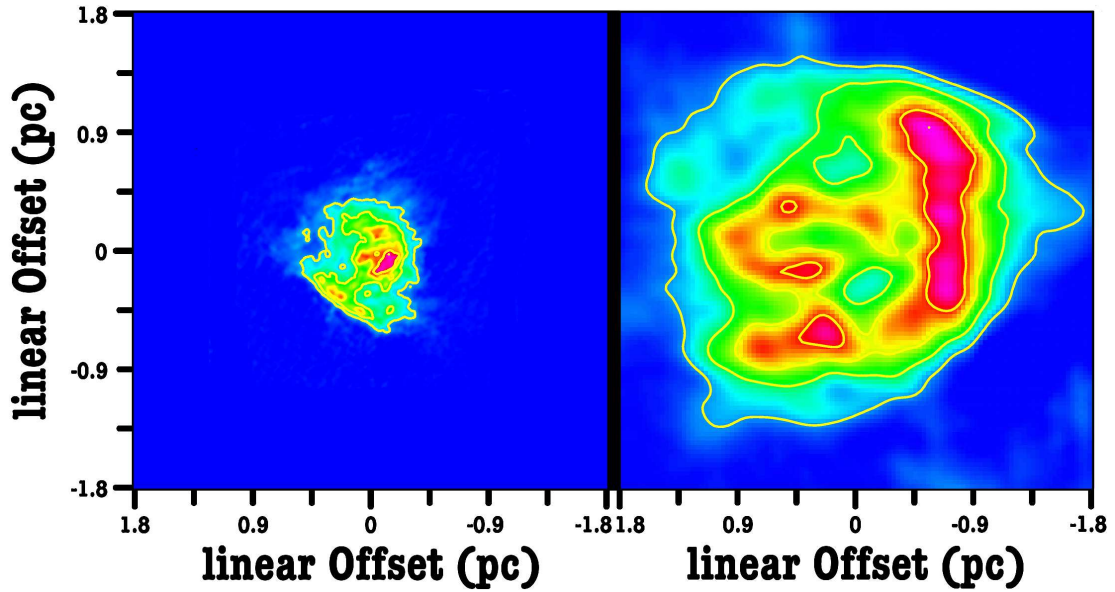 1.8
0.9
0
-0.9
-1.8
linear Offset (pc)
1.8 0.9 0 -0.9 -1.8 1.8 0.9 0 -0.9 -1.8
linear Offset (pc) linear Offset (pc)